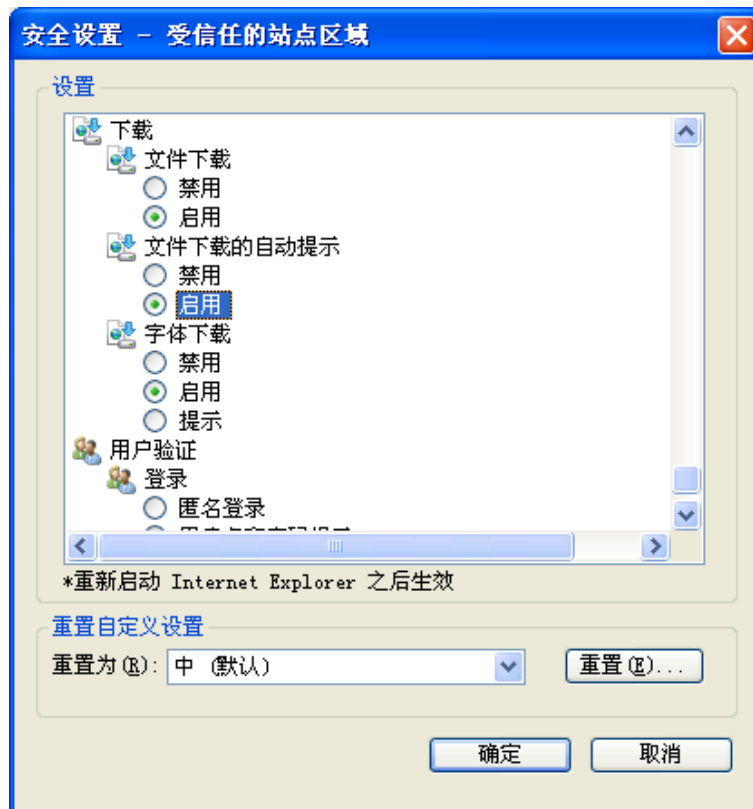 安全设置 - 受信任的站点区域
设置
下载
文件下载
禁用
启用
文件下载的自动提示
禁用
启用
字体下载
禁用
启用
提示
用户验证
登录
匿名登录
*重新启动 Internet Explorer 之后生效
重置自定义设置
重置为(R): 中 (默认) 重置(E)...
确定 取消